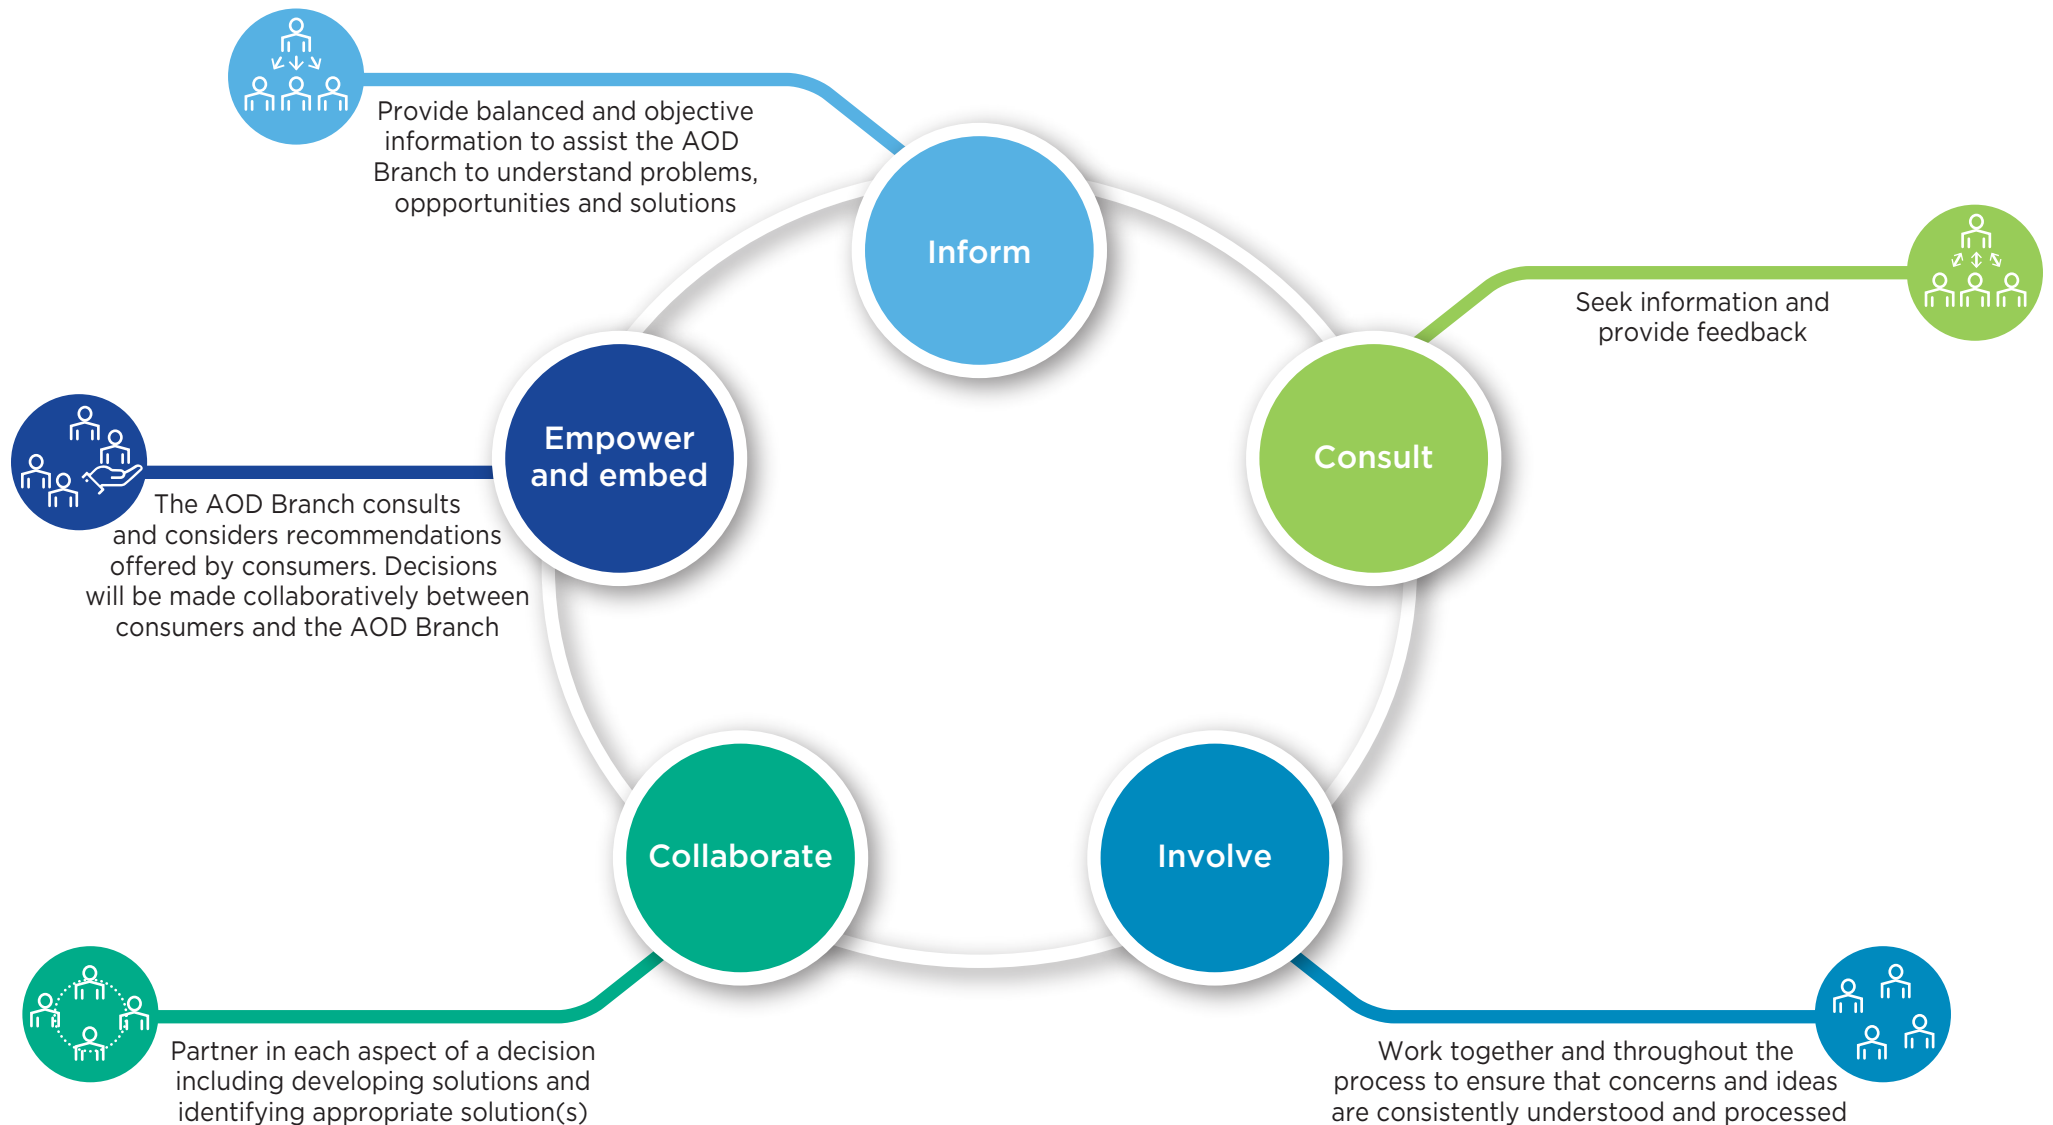 Provide balanced and objective
information to assist the AOD
Branch to understand problems,
oppportunities and solutions
Inform
Seek information and
provide feedback
Consult
Empower
and embed
The AOD Branch consults
and considers recommendations
offered by consumers. Decisions
will be made collaboratively between
consumers and the AOD Branch
Collaborate
Involve
Partner in each aspect of a decision
including developing solutions and
identifying appropriate solution(s)
Work together and throughout the
process to ensure that concerns and ideas
are consistently understood and processed